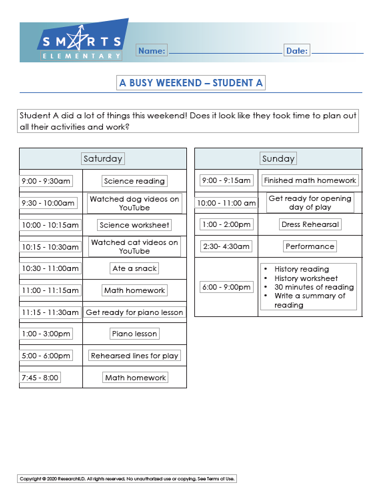 SMARTS
ELEMENTARY
Name:
Date:
A BUSY WEEKEND – STUDENT A
Student A did a lot of things this weekend! Does it look like they took time to plan out
all their activities and work?
Saturday
9:00 - 9:30am Science reading
9:30 - 10:00am Watched dog videos on
YouTube
10:00 - 10:15am Science worksheet
10:15 - 10:30am Watched cat videos on
YouTube
10:30 - 11:00am Ate a snack
11:00 - 11:15am Math homework
11:15 - 11:30am Get ready for piano lesson
1:00 - 3:00pm Piano lesson
5:00 - 6:00pm Rehearsed lines for play
7:45 - 8:00 Math homework
Sunday
9:00 - 9:15am Finished math homework
10:00 - 11:00 am Get ready for opening
day of play
1:00 - 2:00pm Dress Rehearsal
2:30- 4:30am Performance
6:00 - 9:00pm • History reading
• History worksheet
• 30 minutes of reading
• Write a summary of
reading
Copyright © 2020 ResearchILD. All rights reserved. No unauthorized use or copying. See Terms of Use.